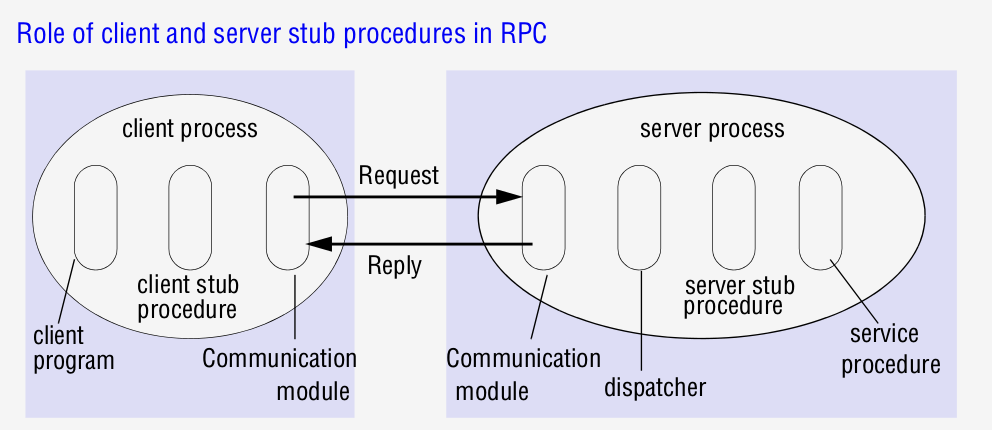 Role of client and server stub procedures in RPC
client process
server process
Request
Reply
client stub
procedure
server stub
procedure
client
program
Communication
module
Communication
module
dispatcher
service
procedure